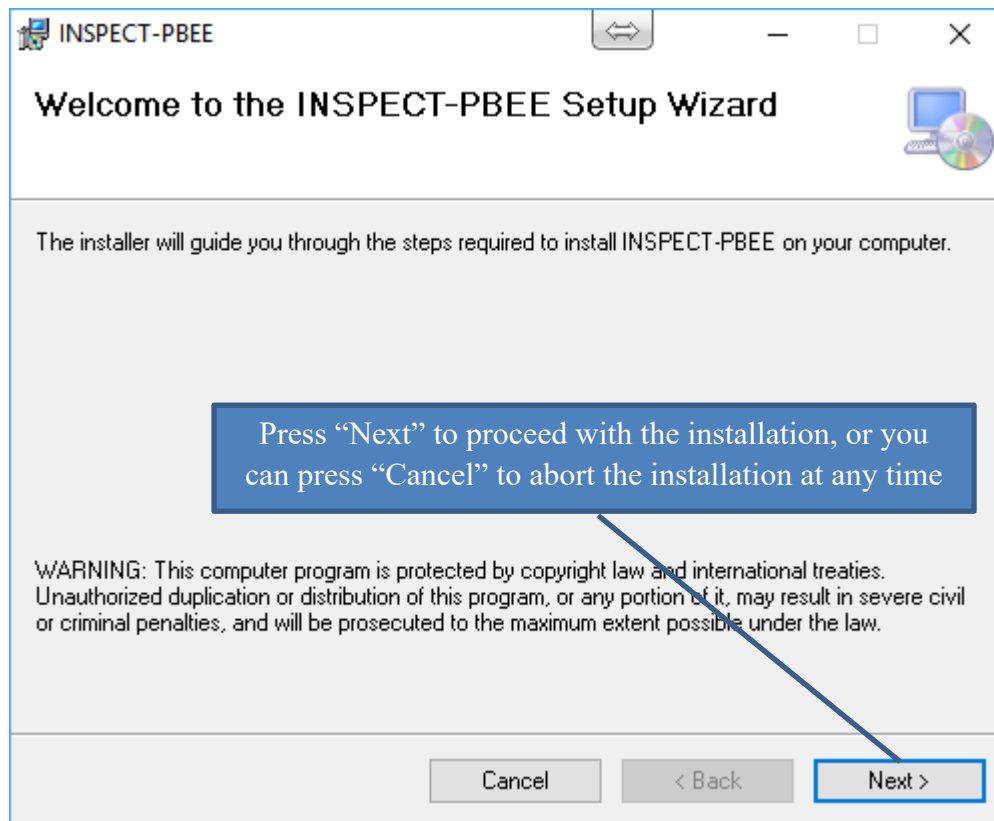 INSPECT-PBEE
Welcome to the INSPECT-PBEE Setup Wizard
The installer will guide you through the steps required to install INSPECT-PBEE on your computer.
Press “Next” to proceed with the installation, or you
can press “Cancel” to abort the installation at any time
WARNING: This computer program is protected by copyright law and international treaties.
Unauthorized duplication or distribution of this program, or any portion of it, may result in severe civil
or criminal penalties, and will be prosecuted to the maximum extent possible under the law.
Cancel
< Back
Next >